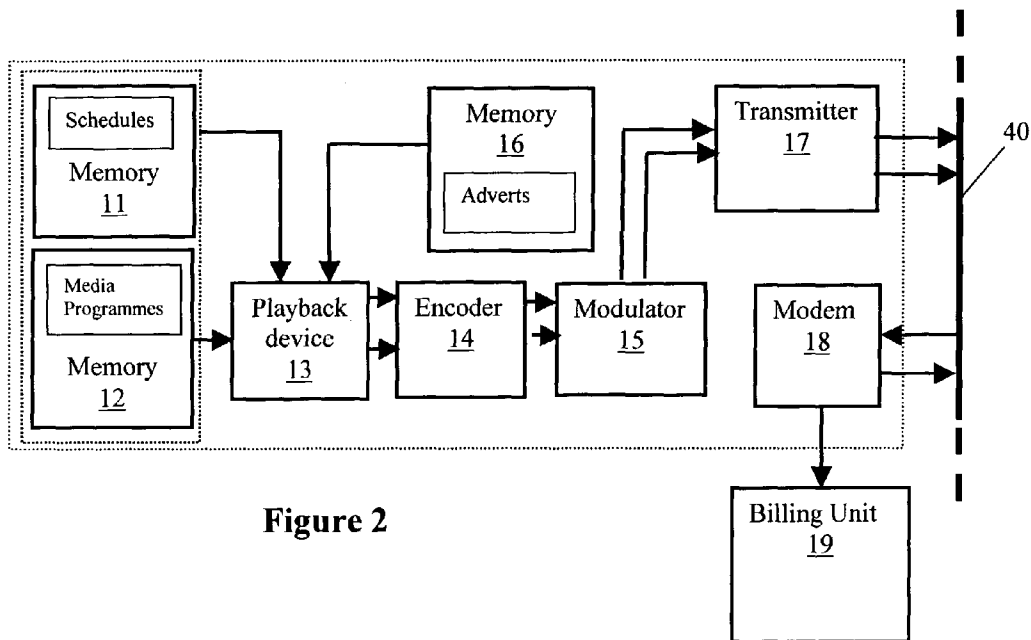 Schedules
Memory
11
Media
Programmes
Memory
12
Memory
16
Adverts
Playback
device
13
Encoder
14
Modulator
15
Transmitter
17
Modem
18
40
Billing Unit
19
Figure 2